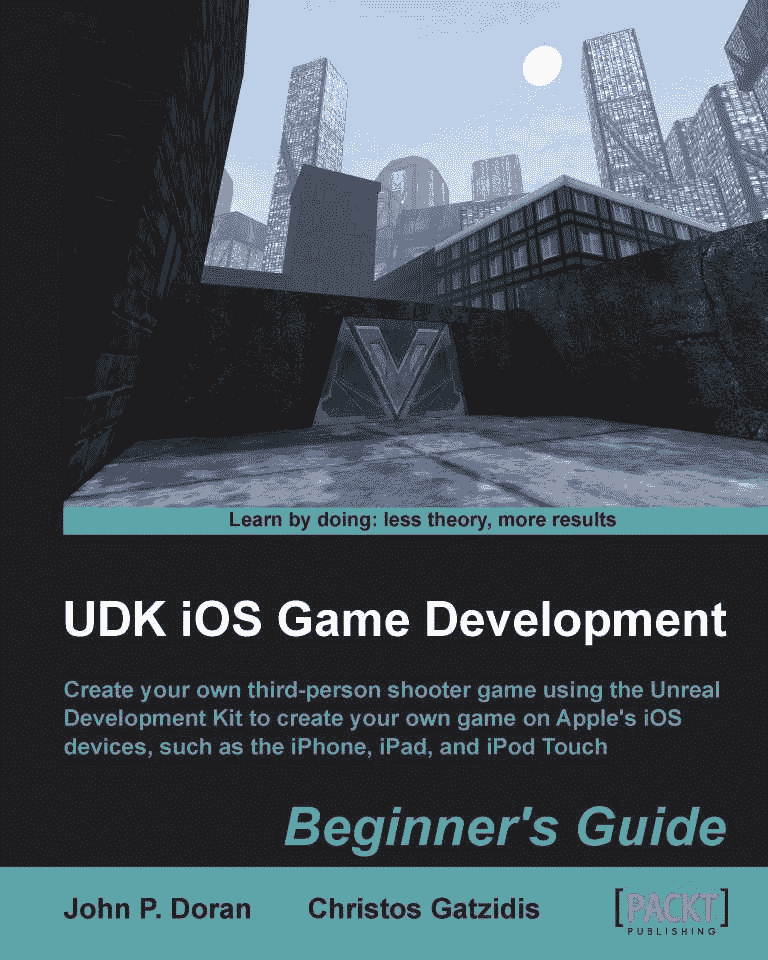 Learn by doing: less theory, more results
UDK iOS Game Development
Create your own third-person shooter game using the Unreal
Development Kit to create your own game on Apple's iOS
devices, such as the iPhone, iPad, and iPod Touch
Beginner's Guide
John P. Doran Christos Gatzidis
[PACKT]
PUBLISHING